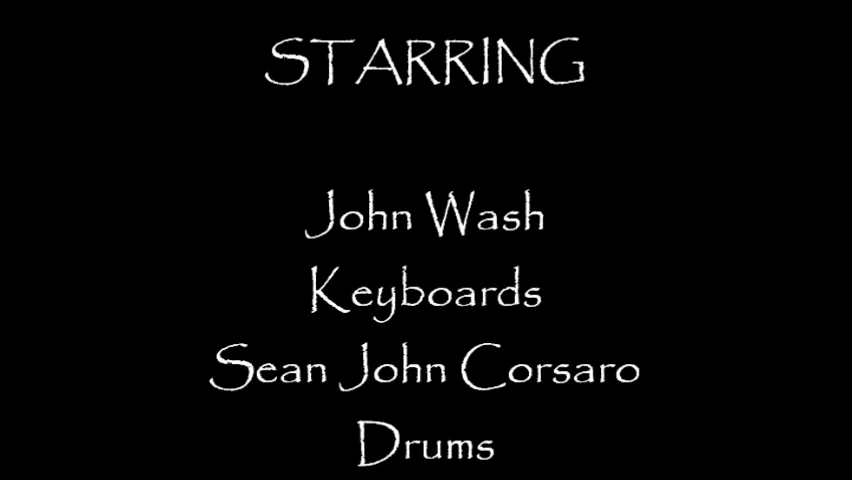 STARRING
John Wash
Keyboards
Sean John Corsaro
Drums